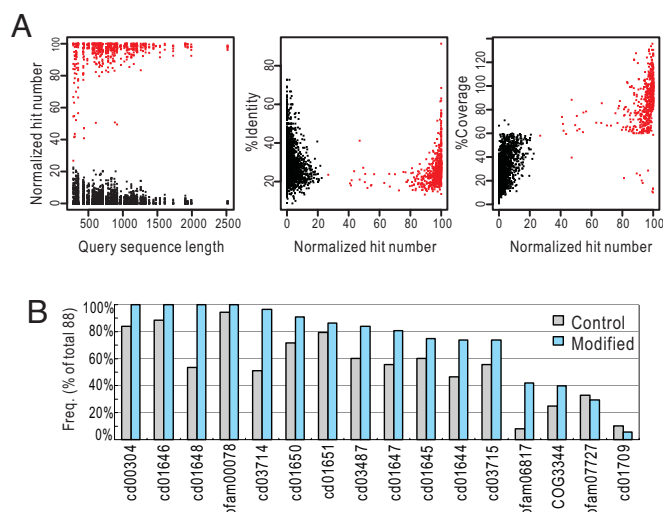 A
Normalized hit number
0 20 40 60 80 100
500 1000 1500 2000 2500
Query sequence length
%Identity
20 40 60 80
0 20 40 60 80 100
Normalized hit number
%Coverage
0 20 40 60 80 120
0 20 40 60 80 100
Normalized hit number
B
Freq. (% of total 88)
100%
80%
60%
40%
20%
0%
Control
Modified
cd00304
cd01646
cd01648
pfam00078
cd03714
cd01650
cd01651
cd03487
cd01647
cd01645
cd01644
cd03715
pfam06817
COG3344
pfam07727
cd01709